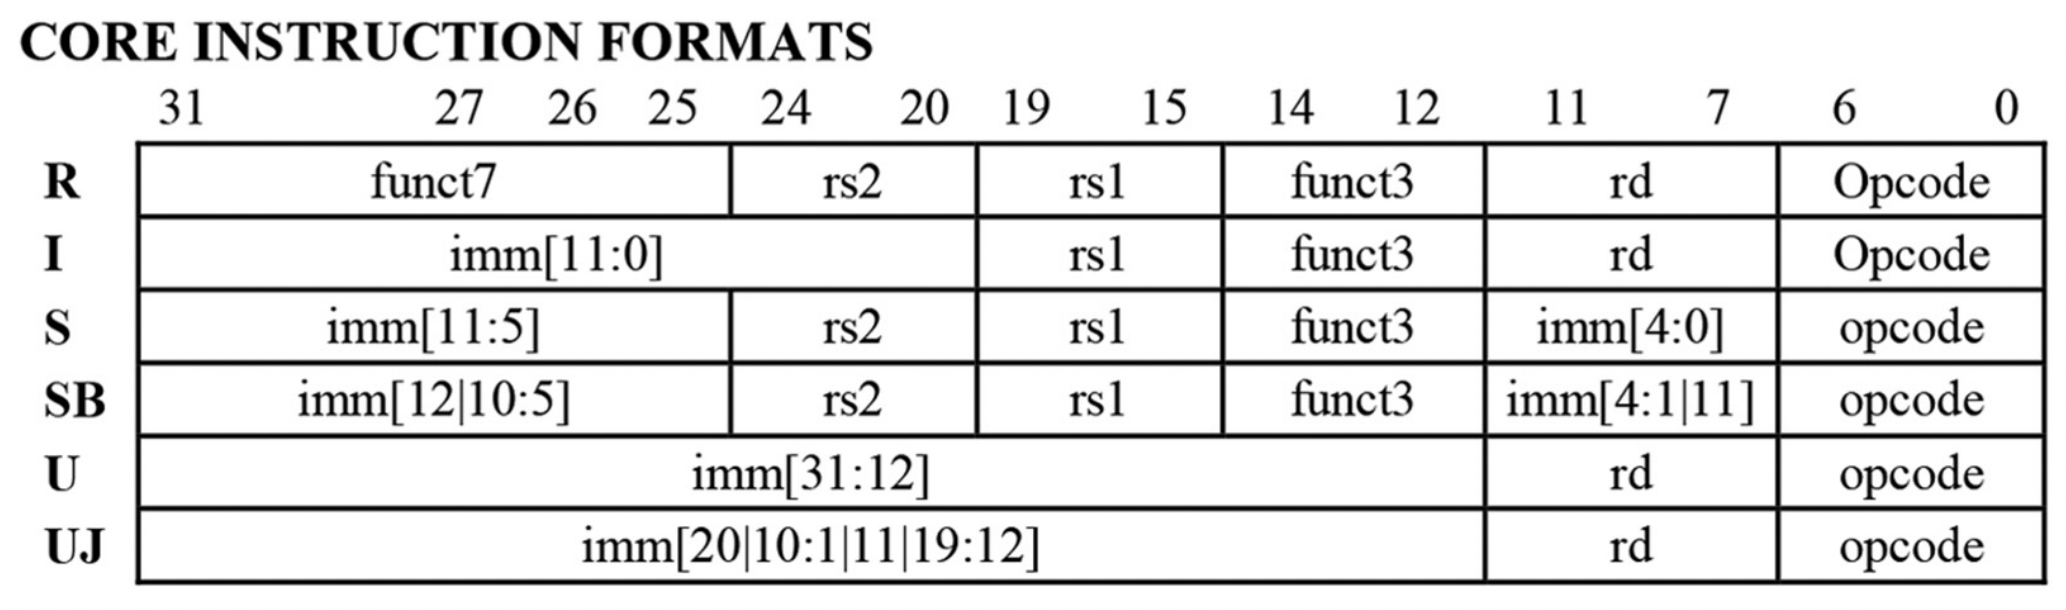 CORE INSTRUCTION FORMATS
31 27 26 25 24 20 19 15 14 12 11 7 6 0
R funct7 rs2 rs1 funct3 rd Opcode
I imm[11:0] rs1 funct3 rd Opcode
S imm[11:5] rs2 rs1 funct3 imm[4:0] opcode
SB imm[12|10:5] rs2 rs1 funct3 imm[4:1|11] opcode
U imm[31:12] rd opcode
UJ imm[20|10:1|11|19:12] rd opcode